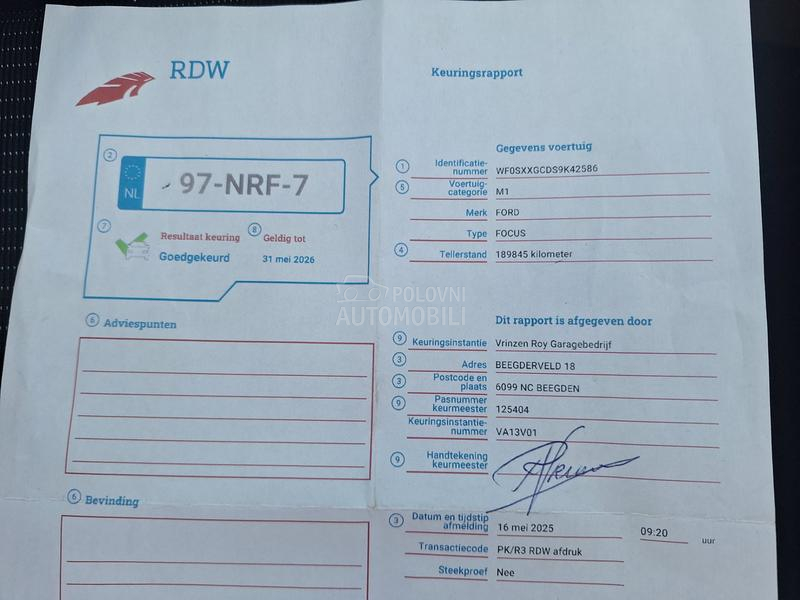 RDW
Keuringsrapport
2
NL
97-NRF-7
7
Resultaat keuring
Goedgekeurd
8
Geldig tot
31 mei 2026
Gegevens voertuig
1 Identificatie-
nummer WF0SXXGCDS9K42586
5 Voertuig-
categorie M1
Merk FORD
Type FOCUS
4 Tellerstand 189845 kilometer
POLOVNI
AUTOMOBILI
6 Adviespunten
Dit rapport is afgegeven door
9 Keuringsinstantie Vrinzen Roy Garagebedrijf
3 Adres BEEGDERVELD 18
3 Postcode en
plaats 6099 NC BEEGDEN
9 Pasnummer
keurmeester 125404
Keuringsinstantie-
nummer VA13V01
9 Handtekening
keurmeester
6 Bevinding
3 Datum en tijdstip
afmelding 16 mei 2025 09:20 uur
Transactiecode PK/R3 RDW afdruk
Steekproef Nee